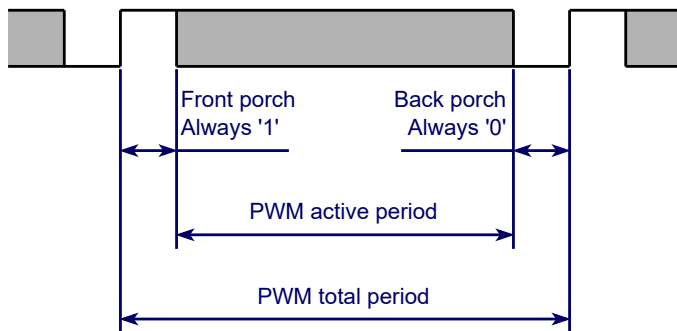 Front porch
Always '1'
Back porch
Always '0'
PWM active period
PWM total period